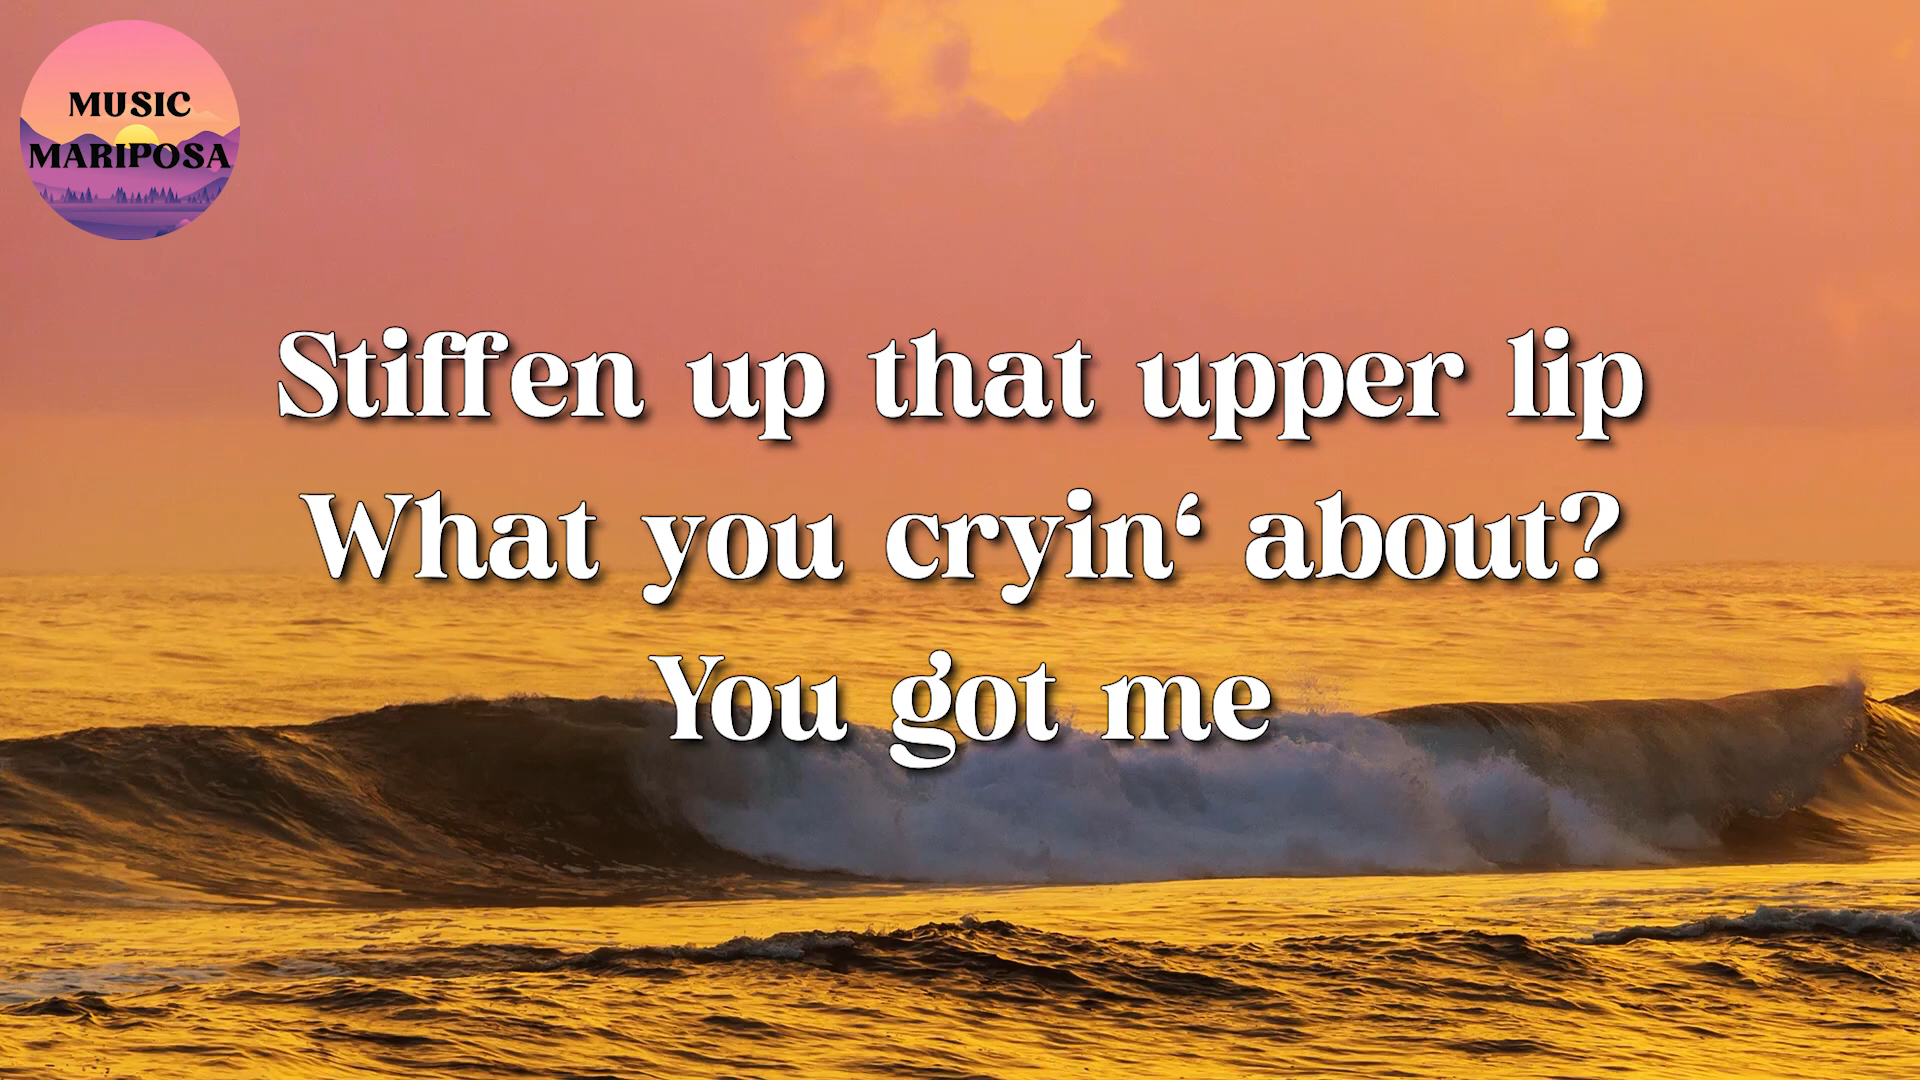 MUSIC
MARIPOSA
Stiffen up that upper lip
What you cryin‘ about?
You got me